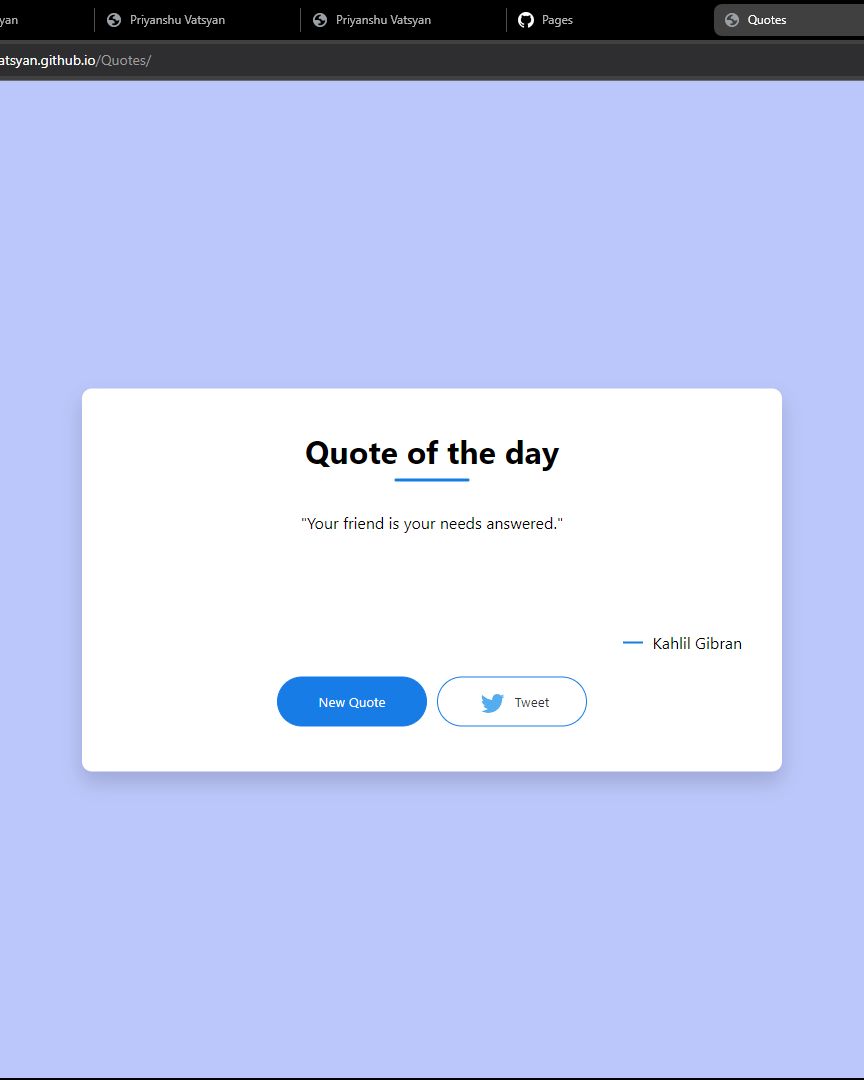 yan
Priyanshu Vatsyan
Priyanshu Vatsyan
Pages
Quotes
atsyan.github.io/Quotes/
Quote of the day
"Your friend is your needs answered."
Kahlil Gibran
New Quote
Tweet